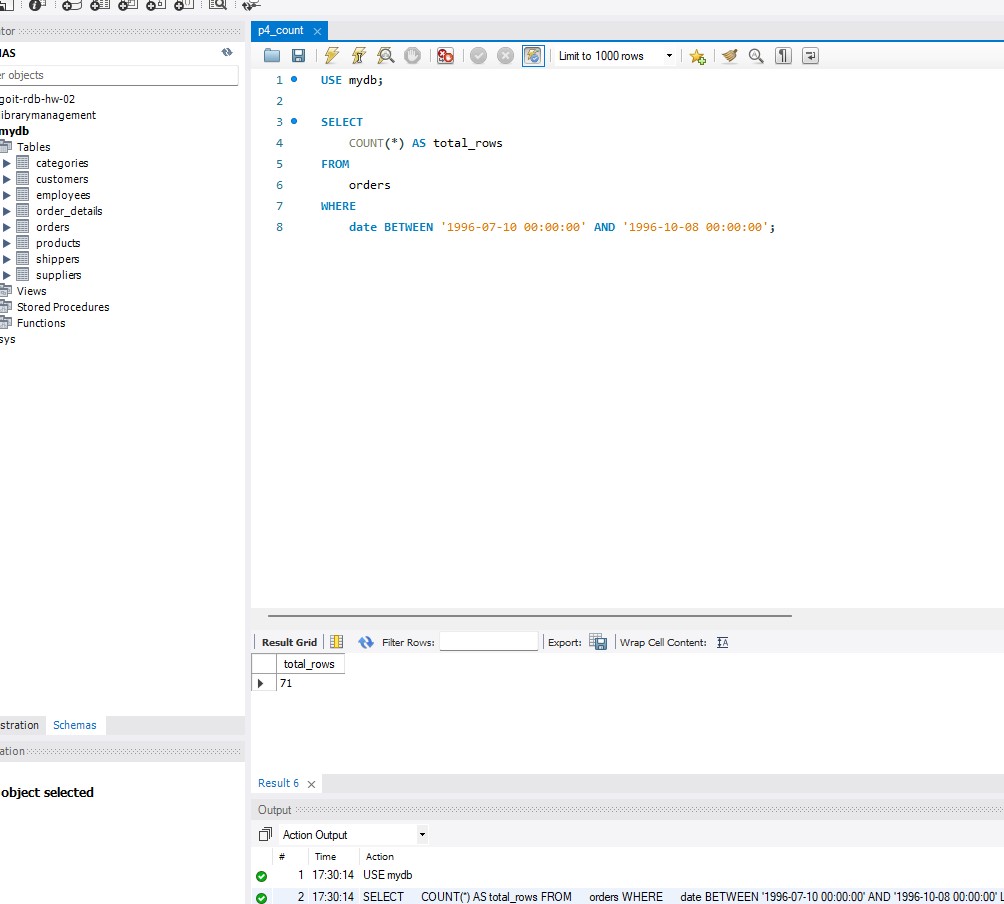 tor
MAS
er objects
goit-rdb-hw-02
librarymanagement
mydb
Tables
categories
customers
employees
order_details
orders
products
shippers
suppliers
Views
Stored Procedures
Functions
sys
stration Schemas
ation
object selected
p4_count
Limit to 1000 rows
1 USE mydb;
2
3 SELECT
4 COUNT(*) AS total_rows
5 FROM
6 orders
7 WHERE
8 date BETWEEN '1996-07-10 00:00:00' AND '1996-10-08 00:00:00';
Result Grid Filter Rows: Export: Wrap Cell Content: IA
total_rows
71
Result 6
Output
Action Output
# Time Action
1 17:30:14 USE mydb
2 17:30:14 SELECT COUNT(*) AS total_rows FROM orders WHERE date BETWEEN '1996-07-10 00:00:00' AND '1996-10-08 00:00:00' L